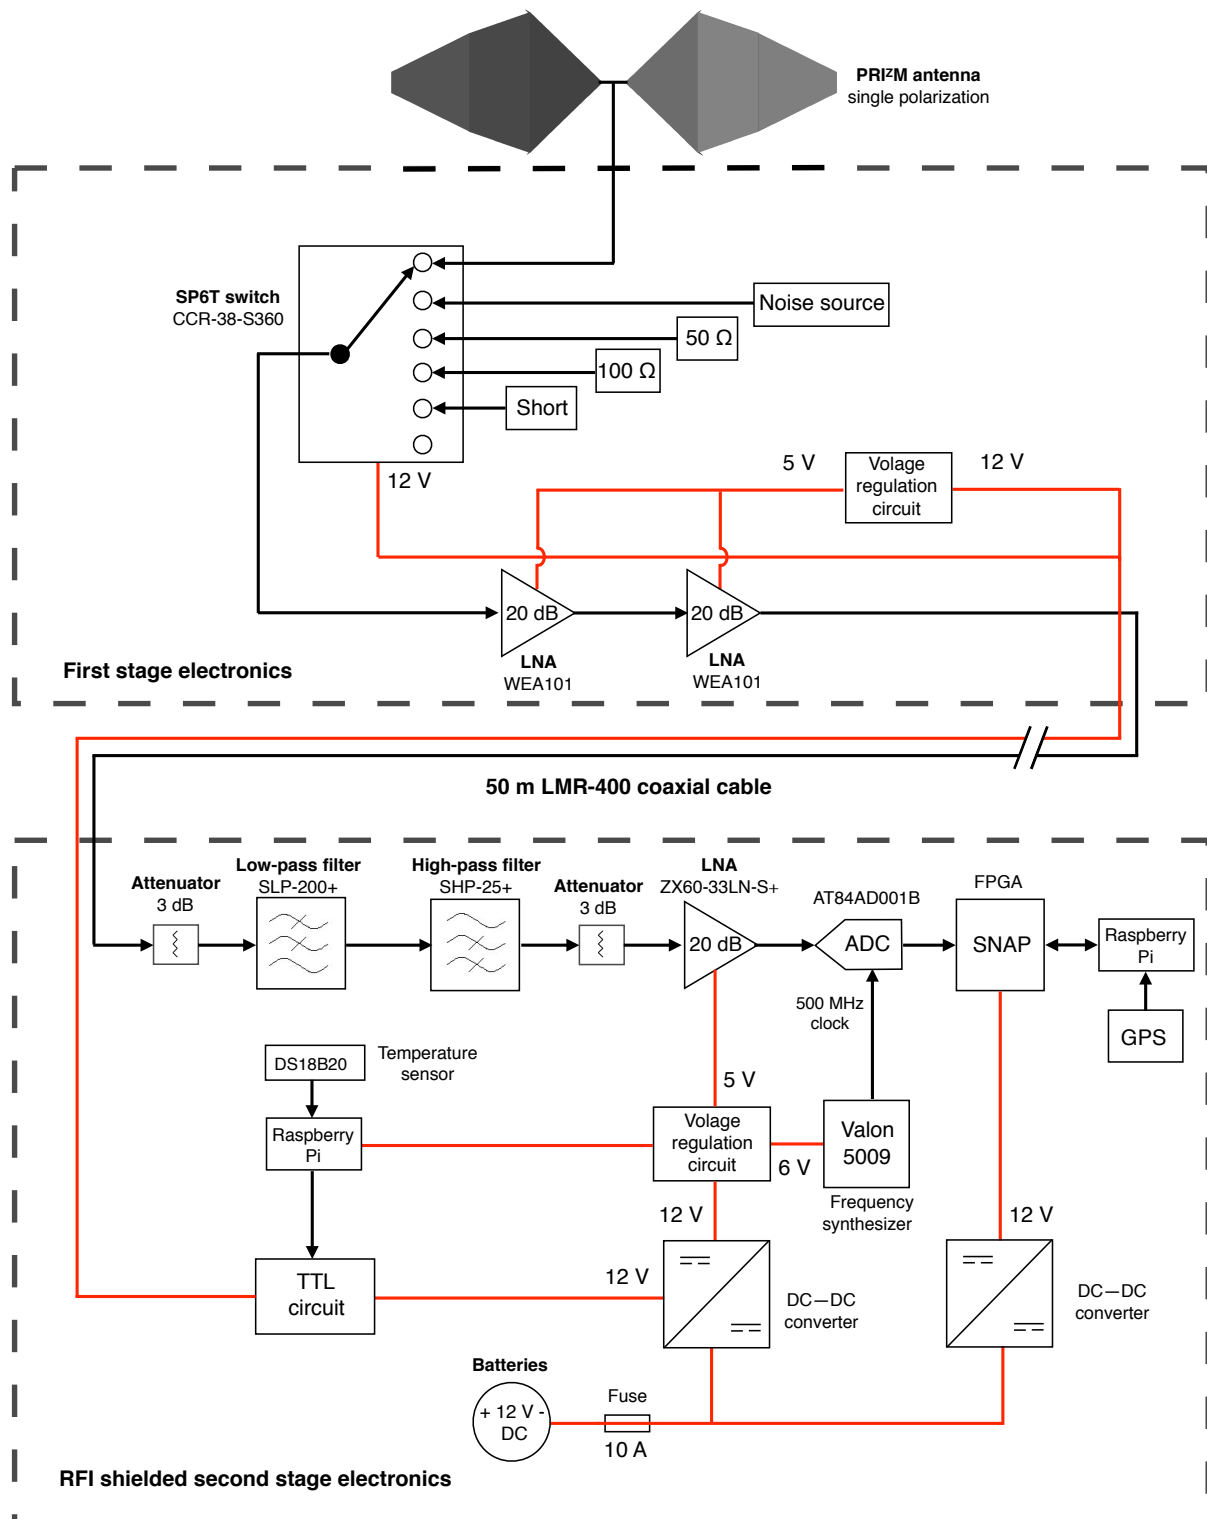 PRIᶻM antenna
single polarization
SP6T switch
CCR-38-S360
Noise source
50 Ω
100 Ω
Short
12 V
5 V
Volage
regulation
circuit
12 V
20 dB
20 dB
LNA
WEA101
LNA
WEA101
First stage electronics
50 m LMR-400 coaxial cable
Attenuator
3 dB
Low-pass filter
SLP-200+
High-pass filter
SHP-25+
Attenuator
3 dB
LNA
ZX60-33LN-S+
20 dB
AT84AD001B
ADC
FPGA
SNAP
Raspberry
Pi
GPS
500 MHz
clock
DS18B20
Temperature
sensor
Raspberry
Pi
5 V
Volage
regulation
circuit
6 V
Valon
5009
Frequency
synthesizer
12 V
12 V
TTL
circuit
12 V
DC–DC
converter
DC–DC
converter
Batteries
+ 12 V -
DC
Fuse
10 A
RFI shielded second stage electronics